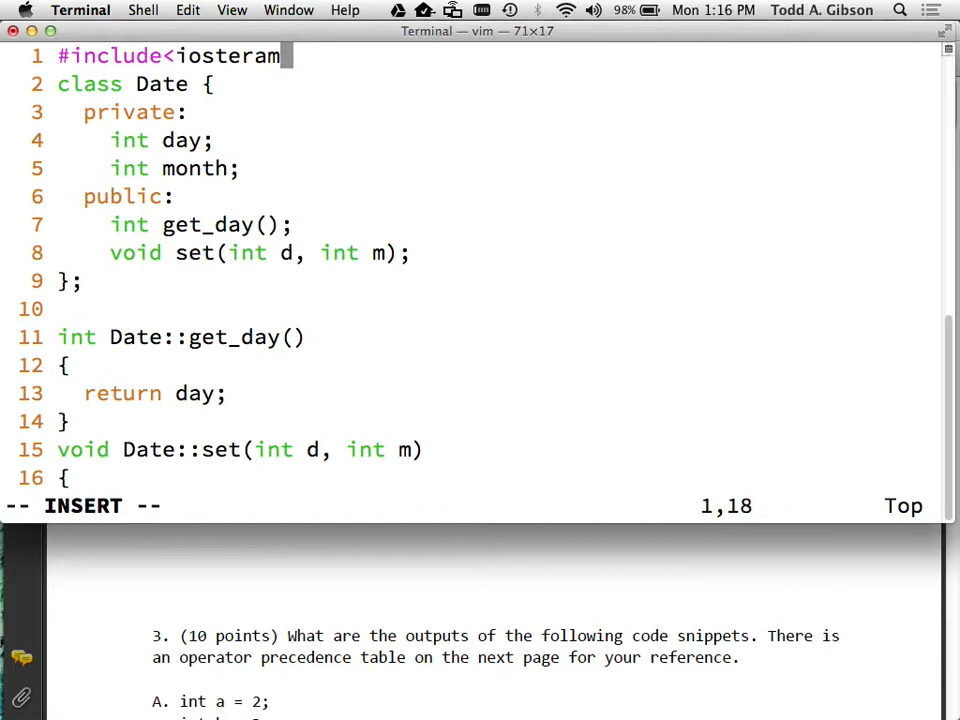 Terminal Shell Edit View Window Help 98% Mon 1:16 PM Todd A. Gibson
Terminal — vim — 71×17
1 #include<iosteram
2 class Date {
3 private:
4 int day;
5 int month;
6 public:
7 int get_day();
8 void set(int d, int m);
9 };
10
11 int Date::get_day()
12 {
13 return day;
14 }
15 void Date::set(int d, int m)
16 {
-- INSERT -- 1,18 Top
3. (10 points) What are the outputs of the following code snippets. There is
an operator precedence table on the next page for your reference.
A. int a = 2;